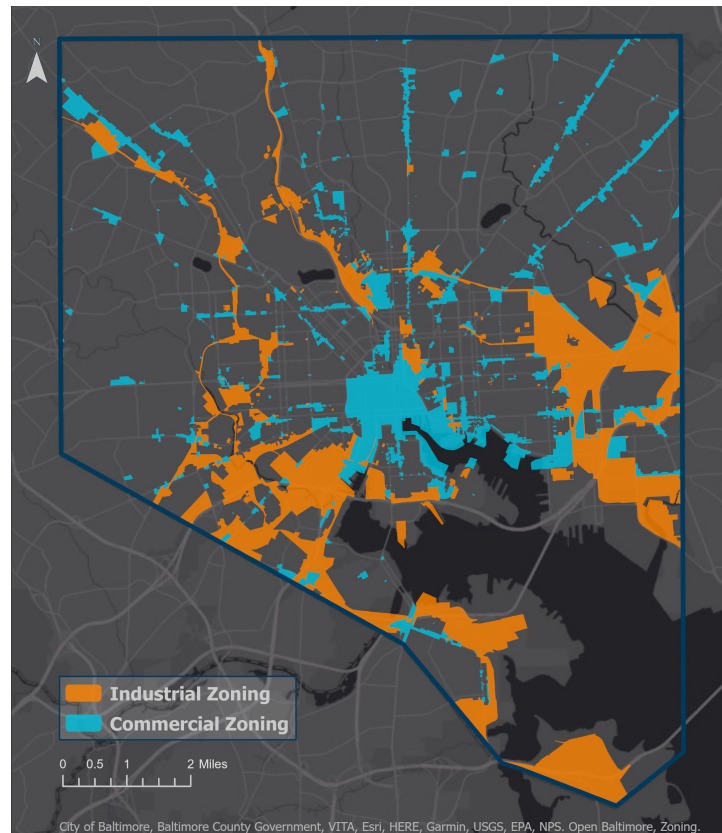 N
Industrial Zoning
Commercial Zoning
0 0.5 1 2 Miles
City of Baltimore, Baltimore County Government, VITA, Esri, HERE, Garmin, USGS, EPA, NPS. Open Baltimore, Zoning.